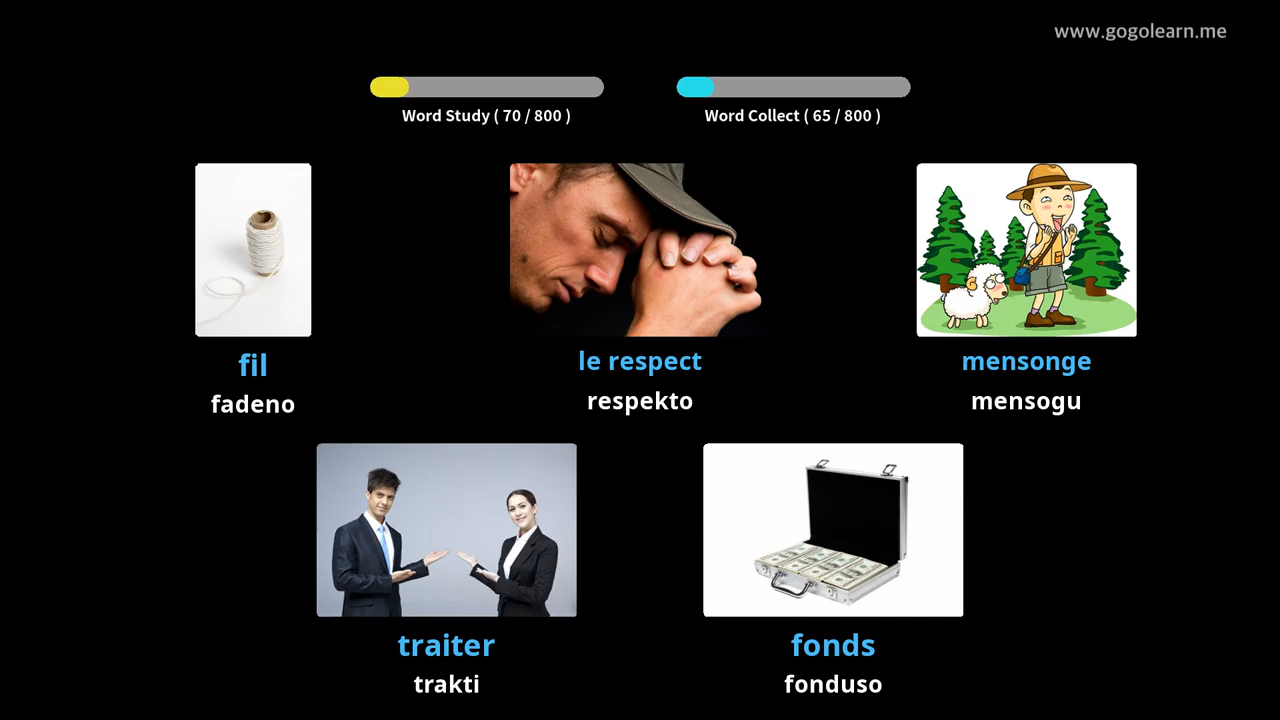 www.gogolearn.me
Word Study ( 70 / 800 )
Word Collect ( 65 / 800 )
fil
fadeno
le respect
respekto
mensonge
mensogu
traiter
trakti
fonds
fonduso